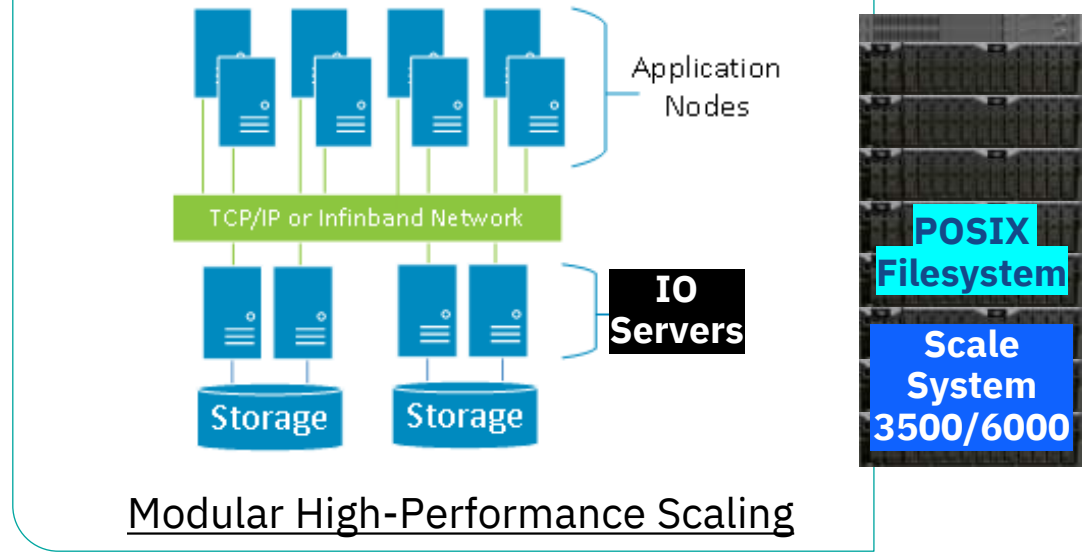 Application
Nodes
TCP/IP or Infinband Network
IO
Servers
Storage
Storage
Modular High-Performance Scaling
POSIX
Filesystem
Scale
System
3500/6000